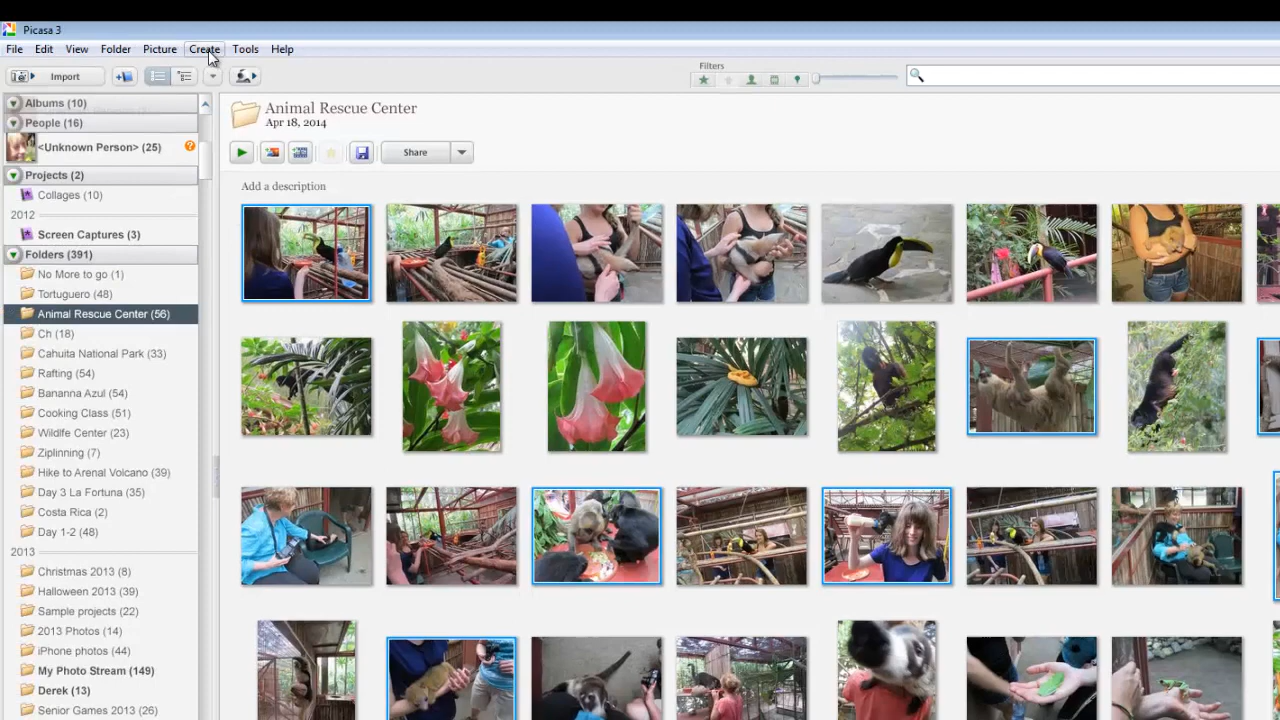 Picasa 3
File Edit View Folder Picture Create Tools Help
Import
Filters
Albums (10)
People (16)
<Unknown Person> (25) ?
Projects (2)
Collages (10)
2012
Screen Captures (3)
Folders (391)
No More to go (1)
Tortuguero (48)
Animal Rescue Center (56)
Ch (18)
Cahuita National Park (33)
Rafting (54)
Bananna Azul (54)
Cooking Class (51)
Wildlfe Center (23)
Ziplinning (7)
Hike to Arenal Volcano (39)
Day 3 La Fortuna (35)
Costa Rica (2)
Day 1-2 (48)
2013
Christmas 2013 (8)
Halloween 2013 (39)
Sample projects (22)
2013 Photos (14)
iPhone photos (44)
My Photo Stream (149)
Derek (13)
Senior Games 2013 (26)
Animal Rescue Center
Apr 18, 2014
Share
Add a description